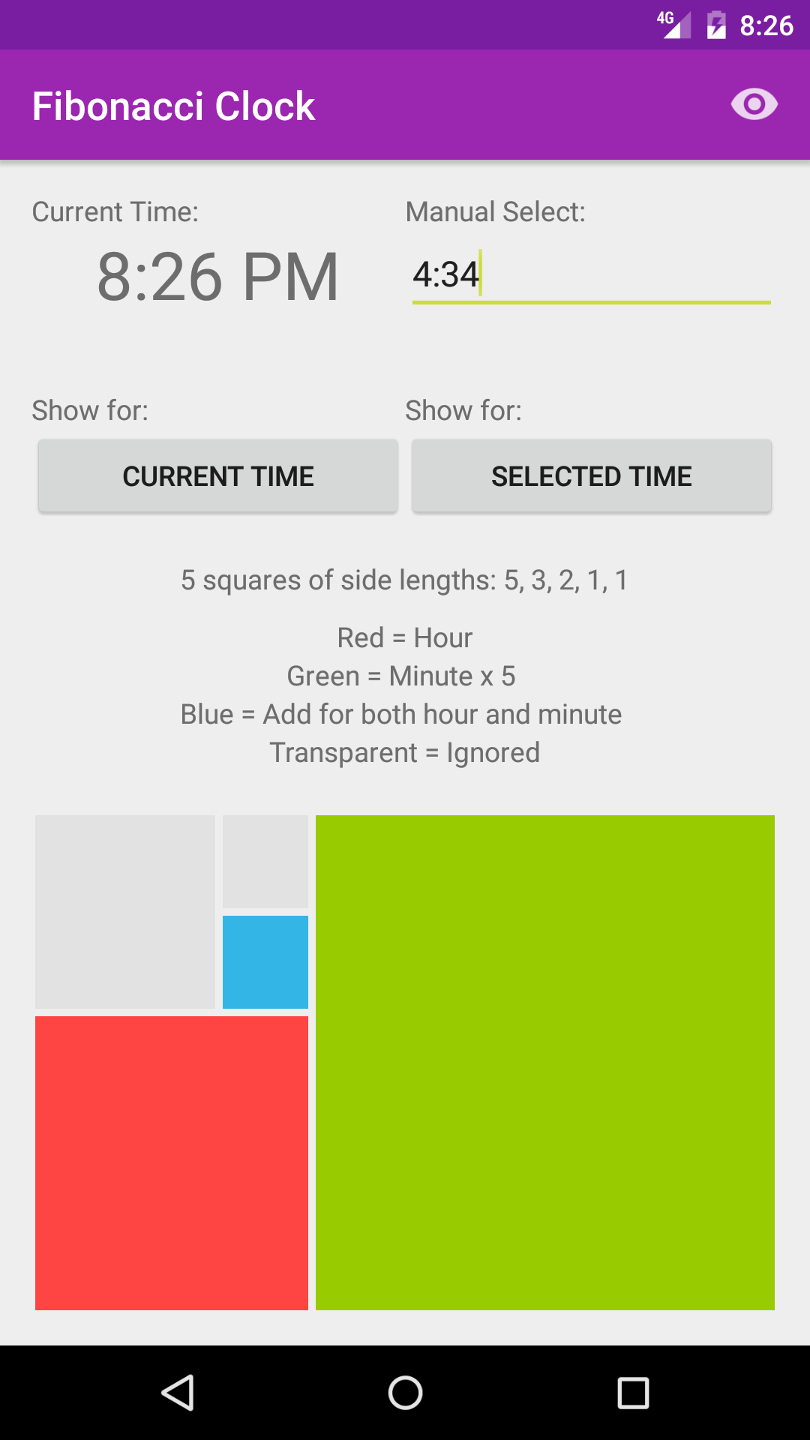 4G 8:26
Fibonacci Clock
Current Time:
8:26 PM
Manual Select:
4:34
Show for:
CURRENT TIME
Show for:
SELECTED TIME
5 squares of side lengths: 5, 3, 2, 1, 1
Red = Hour
Green = Minute x 5
Blue = Add for both hour and minute
Transparent = Ignored